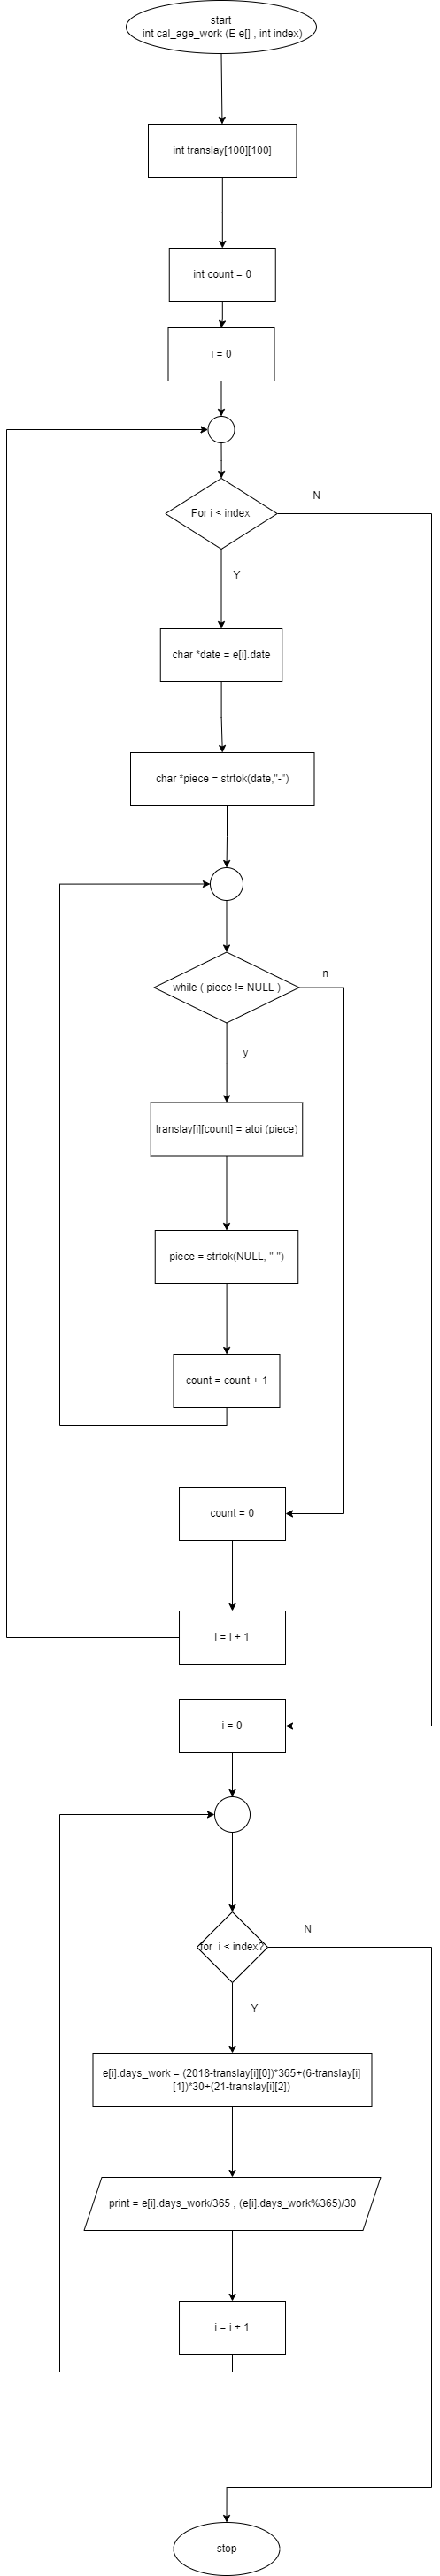 start
int cal_age_work (E e[] , int index)
int translay[100][100]
int count = 0
i = 0
For i < index
N
Y
char *date = e[i].date
char *piece = strtok(date,"-")
while ( piece != NULL )
n
y
translay[i][count] = atoi (piece)
piece = strtok(NULL, "-")
count = count + 1
count = 0
i = i + 1
i = 0
for  i < index?
N
Y
e[i].days_work = (2018-translay[i][0])*365+(6-translay[i]
[1])*30+(21-translay[i][2])
print = e[i].days_work/365 , (e[i].days_work%365)/30
i = i + 1
stop